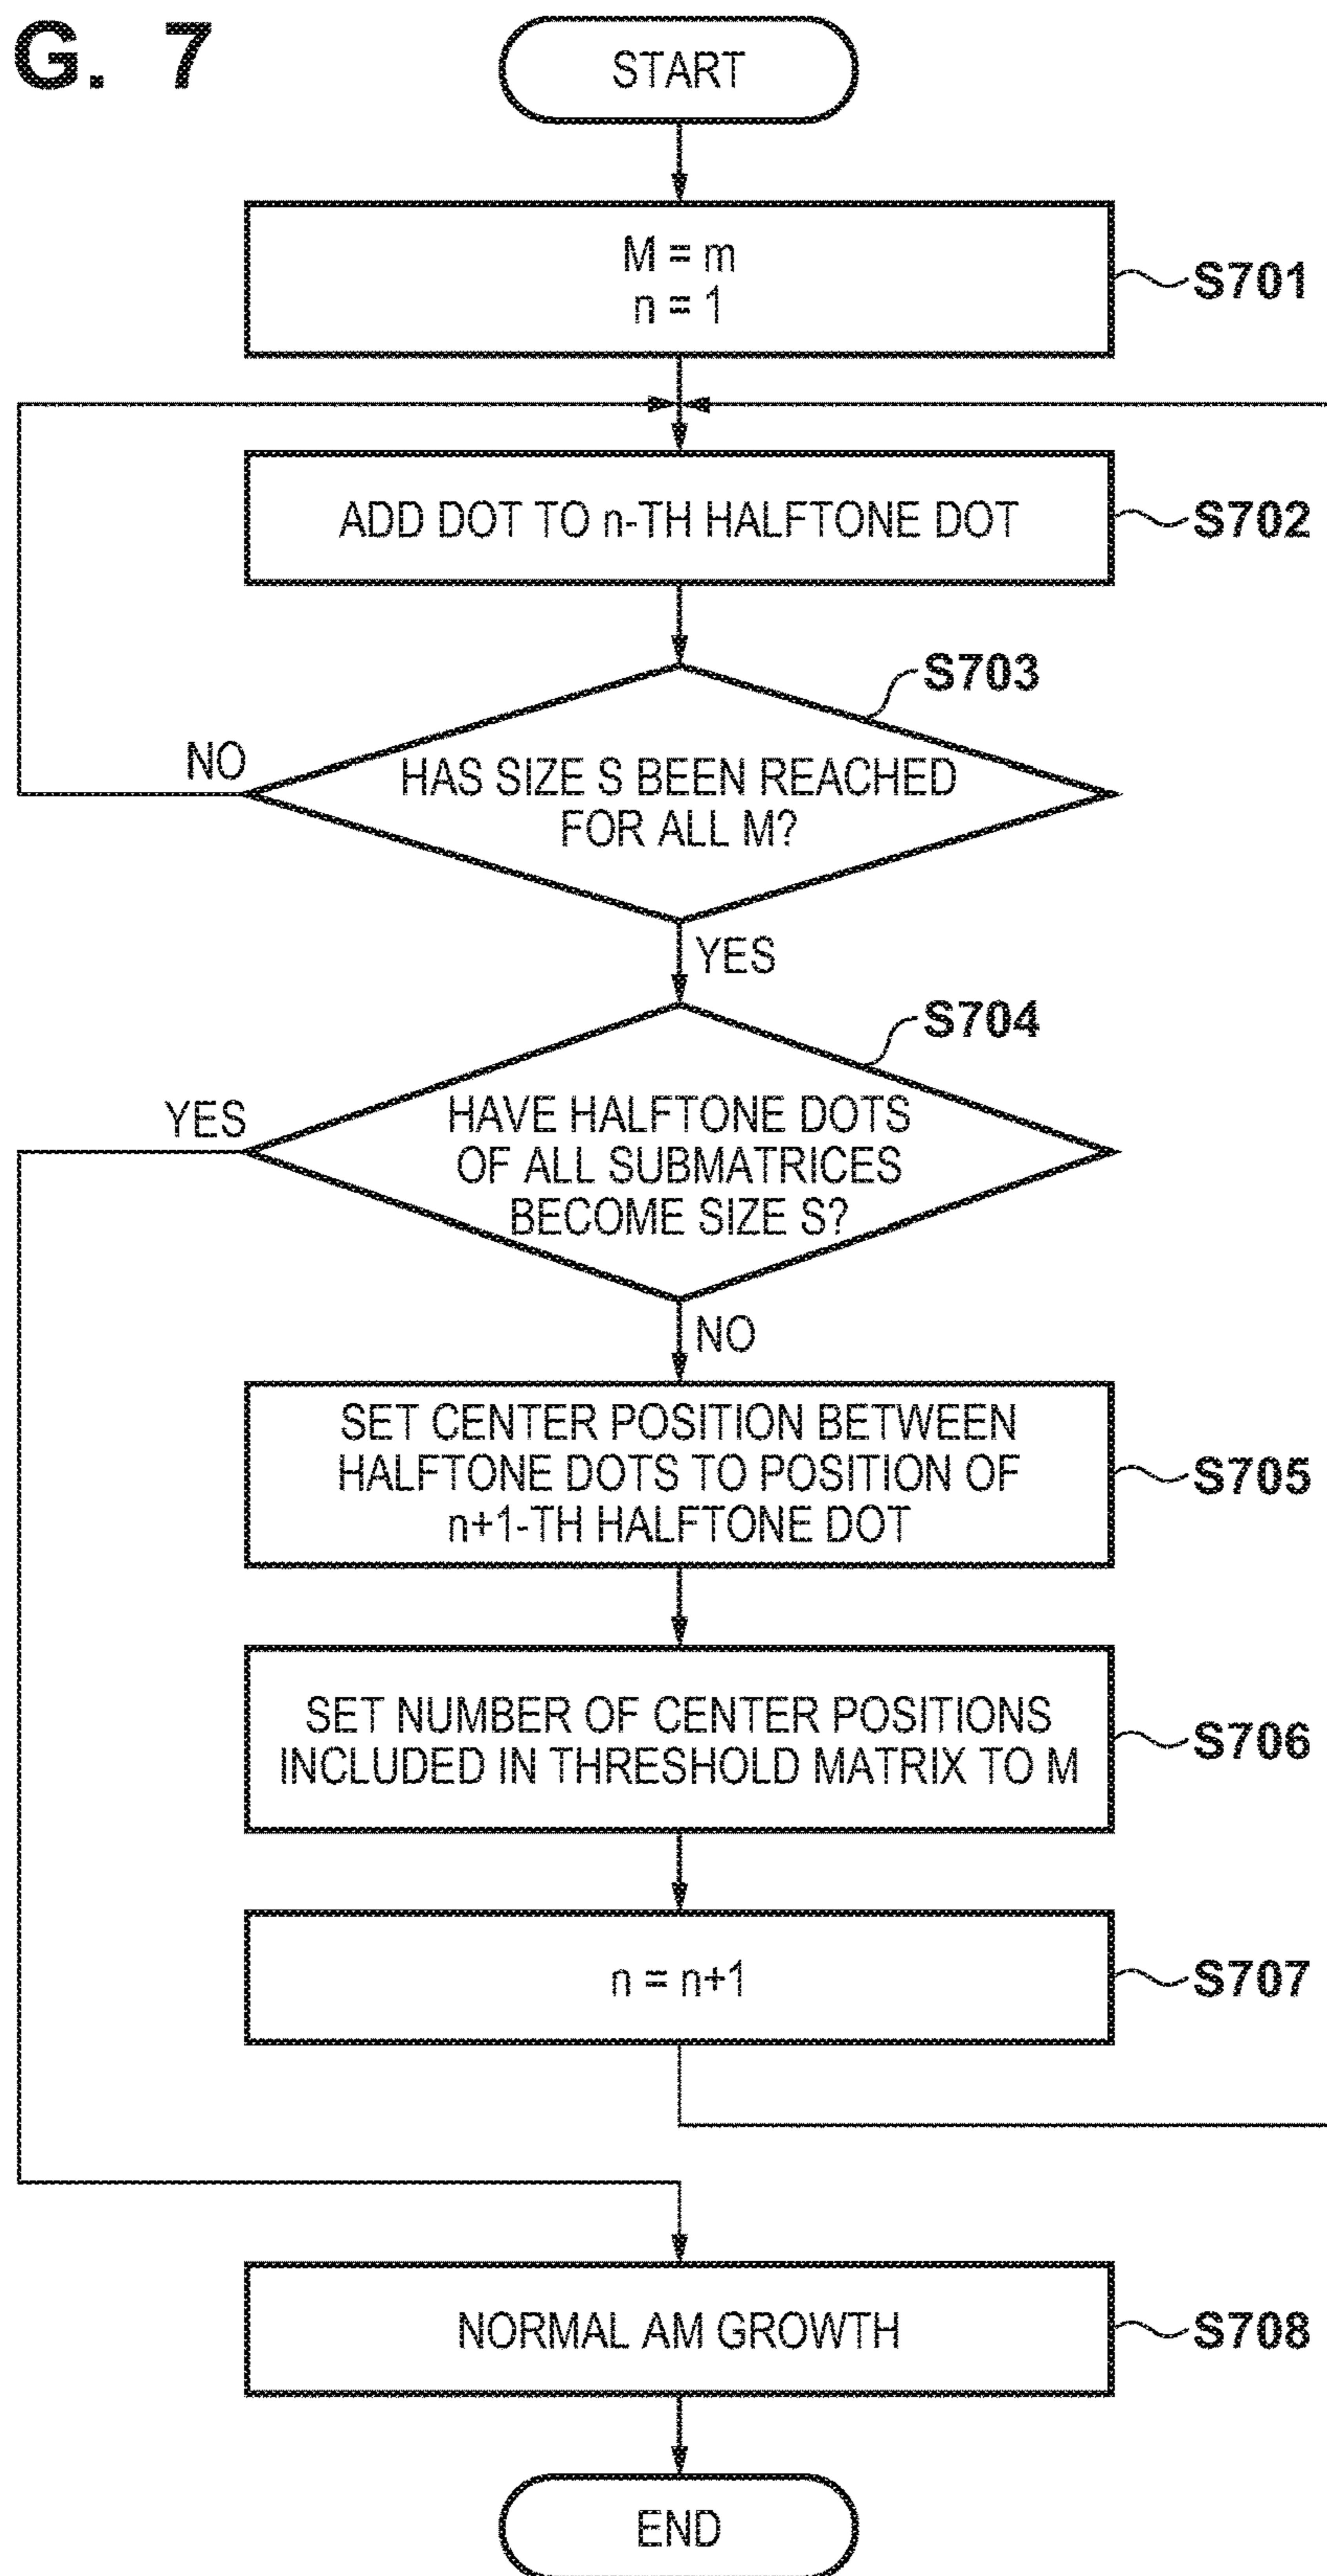 G. 7
START
M = m
n = 1
S701
ADD DOT TO n-TH HALFTONE DOT
S702
S703
NO
HAS SIZE S BEEN REACHED
FOR ALL M?
YES
S704
YES
HAVE HALFTONE DOTS
OF ALL SUBMATRICES
BECOME SIZE S?
NO
SET CENTER POSITION BETWEEN
HALFTONE DOTS TO POSITION OF
n+1-TH HALFTONE DOT
S705
SET NUMBER OF CENTER POSITIONS
INCLUDED IN THRESHOLD MATRIX TO M
S706
n = n+1
S707
NORMAL AM GROWTH
S708
END